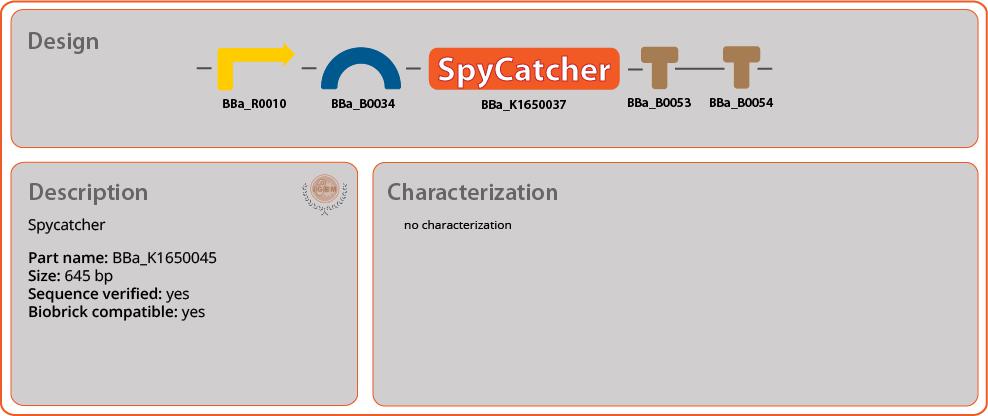 Design
SpyCatcher
BBa_R0010
BBa_B0034
BBa_K1650037
BBa_B0053
BBa_B0054
Description
IGEM
Spycatcher
Part name: BBa_K1650045
Size: 645 bp
Sequence verified: yes
Biobrick compatible: yes
Characterization
no characterization